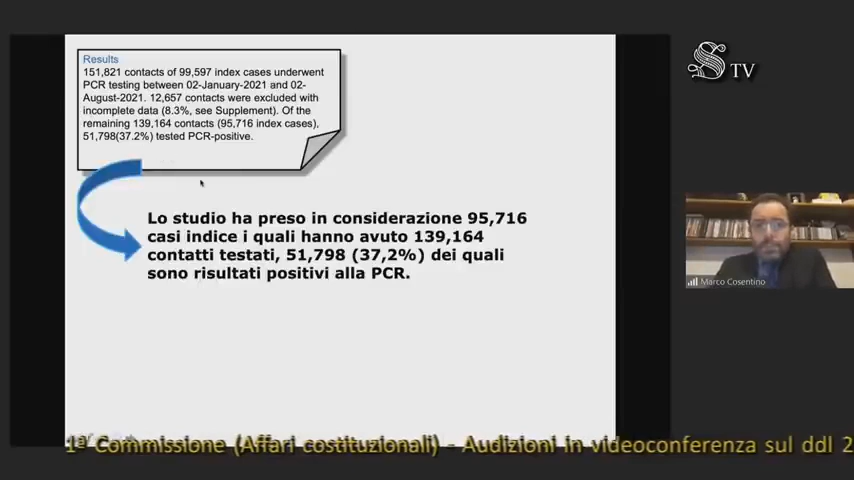 Results
151,821 contacts of 99,597 index cases underwent
PCR testing between 02-January-2021 and 02-
August-2021. 12,657 contacts were excluded with
incomplete data (8.3%, see Supplement). Of the
remaining 139,164 contacts (95,716 index cases),
51,798(37.2%) tested PCR-positive.
Lo studio ha preso in considerazione 95,716
casi indice i quali hanno avuto 139,164
contatti testati, 51,798 (37,2%) dei quali
sono risultati positivi alla PCR.
S TV
Marco Cosentino
1ª Commissione (Affari costituzionali) - Audizioni in videoconferenza sul ddl 2